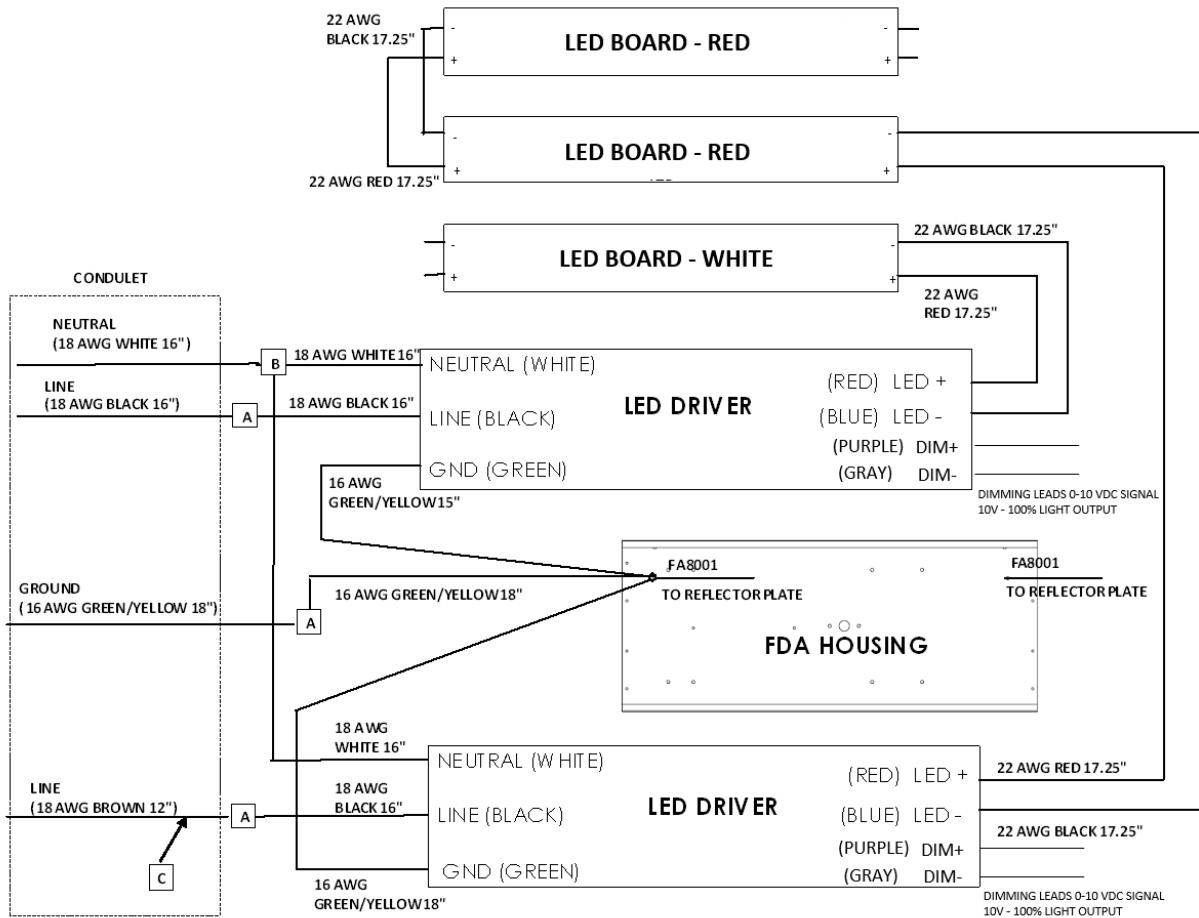 22 AWG
BLACK 17.25"
-
+
LED BOARD - RED
-
+
-
+
LED BOARD - RED
-
+
22 AWG RED 17.25"
-
+
LED BOARD - WHITE
-
+
22 AWG BLACK 17.25"
22 AWG
RED 17.25"
CONDULET
NEUTRAL
(18 AWG WHITE 16")
B
18 AWG WHITE 16"
LINE
(18 AWG BLACK 16")
A
18 AWG BLACK 16"
NEUTRAL (WHITE)
LINE (BLACK)
GND (GREEN)
LED DRIVER
(RED) LED +
(BLUE) LED -
(PURPLE) DIM+
(GRAY) DIM-
DIMMING LEADS 0-10 VDC SIGNAL
10V - 100% LIGHT OUTPUT
16 AWG
GREEN/YELLOW 15"
GROUND
( 16 AWG GREEN/YELLOW 18")
A
16 AWG GREEN/YELLOW 18"
FA8001
TO REFLECTOR PLATE
FA8001
TO REFLECTOR PLATE
FDA HOUSING
18 AWG
WHITE 16"
LINE
(18 AWG BROWN 12")
A
C
18 AWG
BLACK 16"
NEUTRAL (WHITE)
LINE (BLACK)
GND (GREEN)
LED DRIVER
(RED) LED +
(BLUE) LED -
(PURPLE) DIM+
(GRAY) DIM-
22 AWG RED 17.25"
22 AWG BLACK 17.25"
16 AWG
GREEN/YELLOW 18"
DIMMING LEADS 0-10 VDC SIGNAL
10V - 100% LIGHT OUTPUT